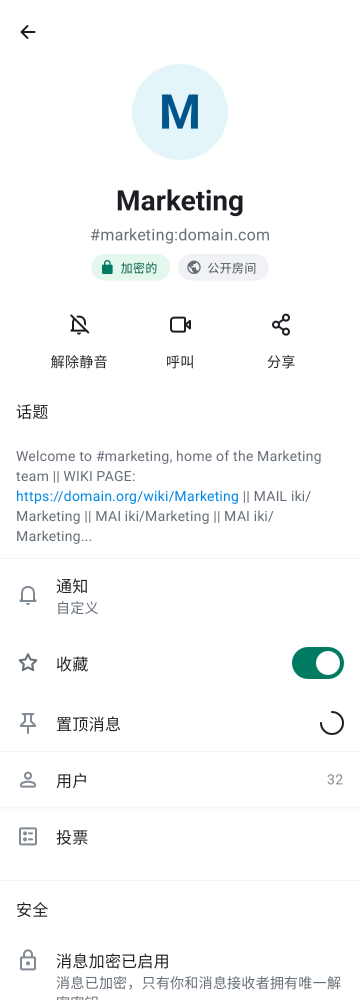 M
Marketing
#marketing:domain.com
加密的
公开房间
解除静音
呼叫
分享
话题
Welcome to #marketing, home of the Marketing
team || WIKI PAGE:
https://domain.org/wiki/Marketing || MAIL iki/
Marketing || MAI iki/Marketing || MAI iki/
Marketing...
通知
自定义
收藏
置顶消息
用户
32
投票
安全
消息加密已启用
消息已加密，只有你和消息接收者拥有唯一解